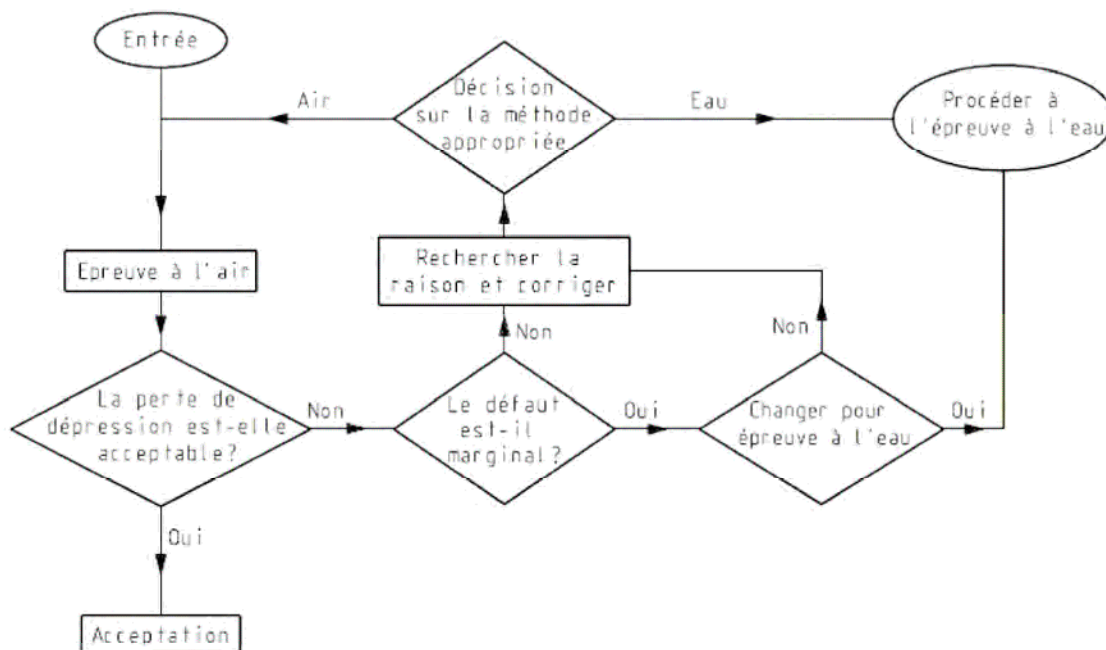 Entrée
Décision
sur la méthode
appropriée
Air
Eau
Procéder à
l'épreuve à l'eau
Epreuve à l'air
Rechercher la
raison et corriger
Non
Non
La perte de
dépression est-elle
acceptable?
Non
Le défaut
est-il
marginal?
Oui
Changer pour
épreuve à l'eau
Oui
Oui
Acceptation